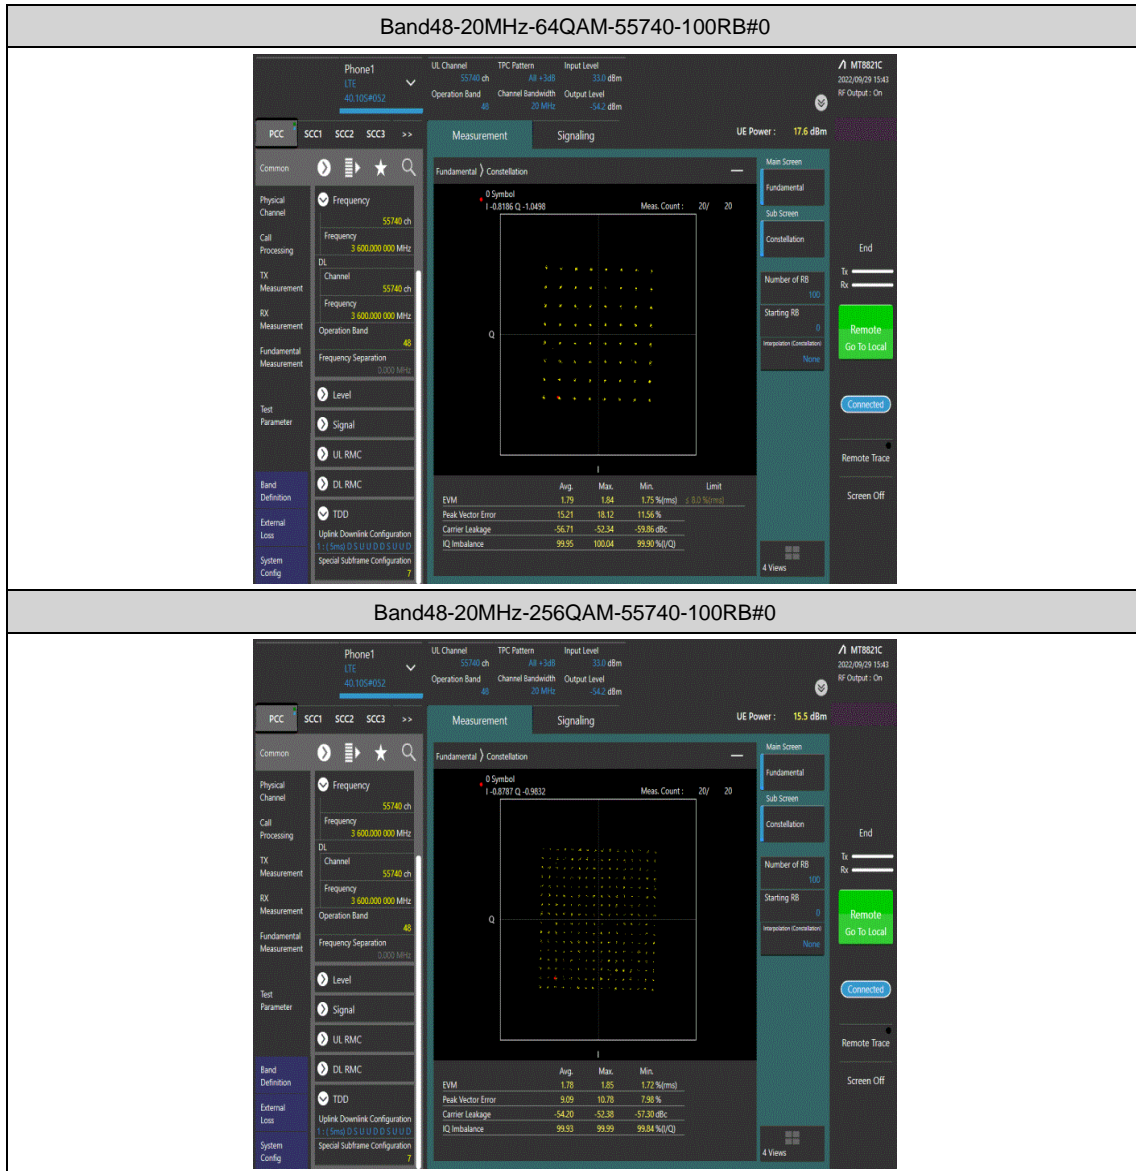 Band48-20MHz-64QAM-55740-100RB#0
Phone1
LTE
40.105#052
UL Channel TPC Pattern Input Level
55740 ch All +3dB 33.0 dBm
Operation Band Channel Bandwidth Output Level
48 20 MHz -54.2 dBm
MT8821C
2022/09/29 15:43
RF Output : On
PCC SCC1 SCC2 SCC3 >>
Measurement Signaling
UE Power : 17.6 dBm
Common
Physical Channel
Call Processing
TX Measurement
RX Measurement
Fundamental Measurement
Test Parameter
Band Definition
External Loss
System Config
Frequency
55740 ch
Frequency
3 600.000 000 MHz
DL
Channel
55740 ch
Frequency
3 600.000 000 MHz
Operation Band
48
Frequency Separation
0.000 MHz
Level
Signal
UL RMC
DL RMC
TDD
Uplink Downlink Configuration
1 : ( 5ms) D S U U D D S U U D
Special Subframe Configuration
7
Fundamental ⟩ Constellation
0 Symbol
I -0.8186 Q -1.0498
Meas. Count : 20/ 20
Q
I
Avg. Max. Min. Limit
EVM 1.79 1.84 1.75 %(rms) ≤ 8.0 %(rms)
Peak Vector Error 15.21 18.12 11.56 %
Carrier Leakage -56.71 -52.34 -59.86 dBc
IQ Imbalance 99.95 100.04 99.90 %(I/Q)
Main Screen
Fundamental
Sub Screen
Constellation
Number of RB
100
Starting RB
0
Interpolation (Constellation)
None
4 Views
End
Tx
Rx
Remote
Go To Local
Connected
Remote Trace
Screen Off
Band48-20MHz-256QAM-55740-100RB#0
Phone1
LTE
40.105#052
UL Channel TPC Pattern Input Level
55740 ch All +3dB 33.0 dBm
Operation Band Channel Bandwidth Output Level
48 20 MHz -54.2 dBm
MT8821C
2022/09/29 15:43
RF Output : On
PCC SCC1 SCC2 SCC3 >>
Measurement Signaling
UE Power : 15.5 dBm
Common
Physical Channel
Call Processing
TX Measurement
RX Measurement
Fundamental Measurement
Test Parameter
Band Definition
External Loss
System Config
Frequency
55740 ch
Frequency
3 600.000 000 MHz
DL
Channel
55740 ch
Frequency
3 600.000 000 MHz
Operation Band
48
Frequency Separation
0.000 MHz
Level
Signal
UL RMC
DL RMC
TDD
Uplink Downlink Configuration
1 : ( 5ms) D S U U D D S U U D
Special Subframe Configuration
7
Fundamental ⟩ Constellation
0 Symbol
I -0.8787 Q -0.9832
Meas. Count : 20/ 20
Q
I
Avg. Max. Min.
EVM 1.78 1.85 1.72 %(rms)
Peak Vector Error 9.09 10.78 7.98 %
Carrier Leakage -54.20 -52.38 -57.30 dBc
IQ Imbalance 99.93 99.99 99.84 %(I/Q)
Main Screen
Fundamental
Sub Screen
Constellation
Number of RB
100
Starting RB
0
Interpolation (Constellation)
None
4 Views
End
Tx
Rx
Remote
Go To Local
Connected
Remote Trace
Screen Off